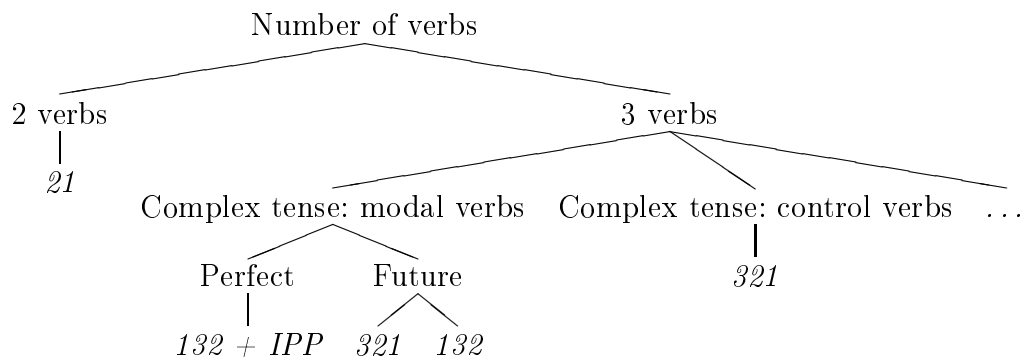 Number of verbs
2 verbs 3 verbs
21
Complex tense: modal verbs Complex tense: control verbs ...
Perfect Future 321
132 + IPP 321 132